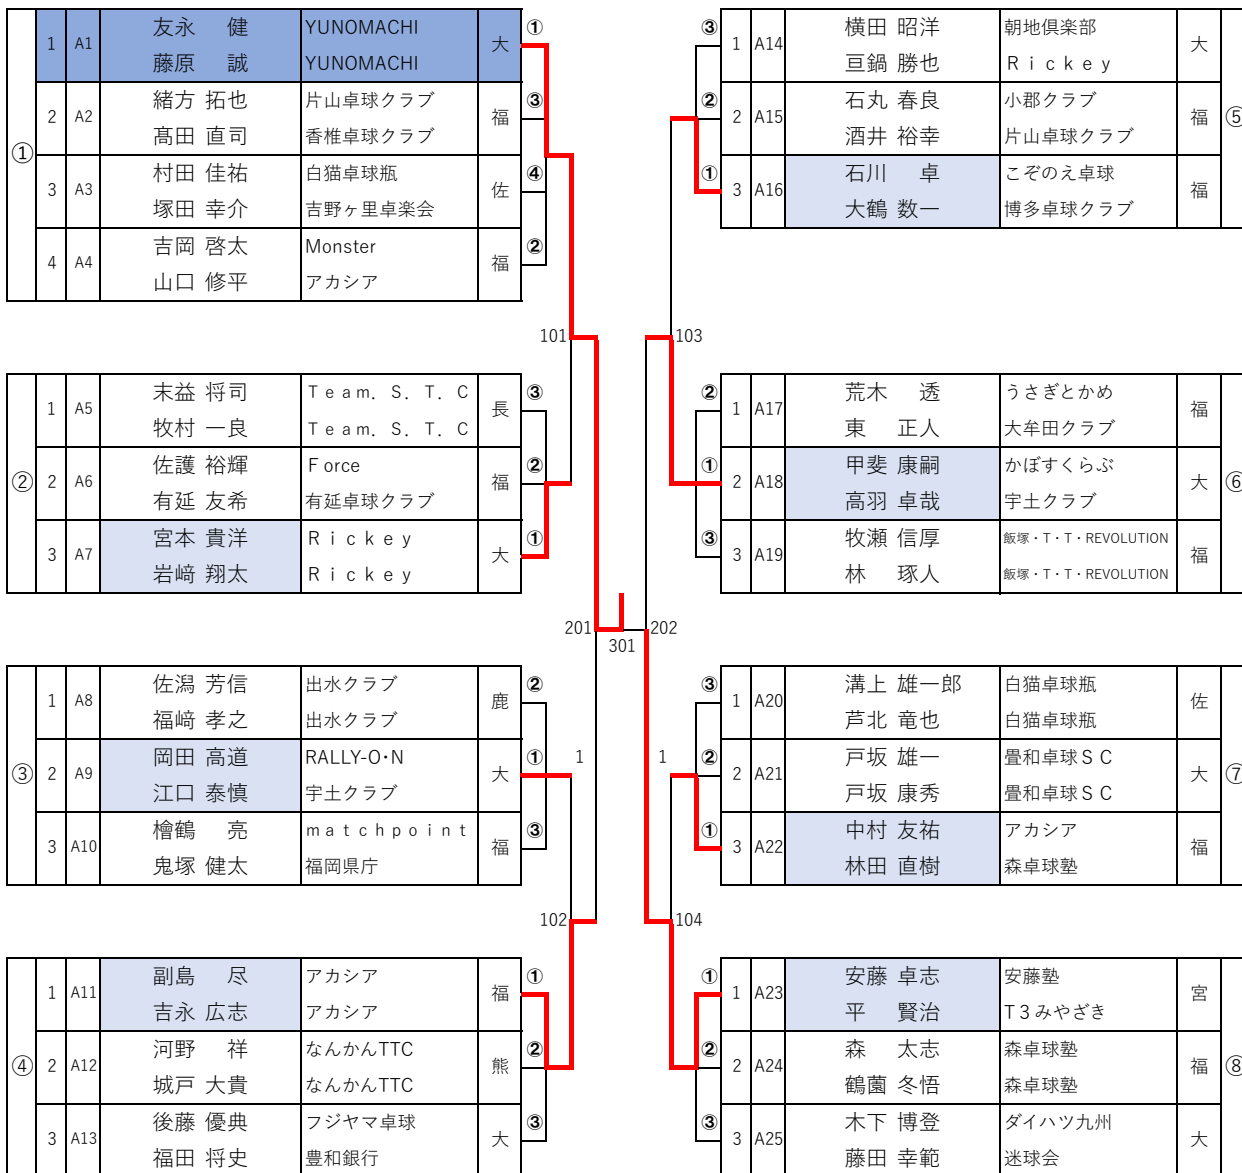 ①
1 A1 友永 健 YUNOMACHI 大 ①
藤原 誠 YUNOMACHI
2 A2 緒方 拓也 片山卓球クラブ 福 ③
髙田 直司 香椎卓球クラブ
3 A3 村田 佳祐 白猫卓球瓶 佐 ④
塚田 幸介 吉野ヶ里卓楽会
4 A4 吉岡 啓太 Monster 福 ②
山口 修平 アカシア
101
②
1 A5 末益 将司 Ｔｅａｍ．Ｓ．Ｔ．Ｃ 長 ③
牧村 一良 Ｔｅａｍ．Ｓ．Ｔ．Ｃ
2 A6 佐護 裕輝 Force 福 ②
有延 友希 有延卓球クラブ
3 A7 宮本 貴洋 Ｒｉｃｋｅｙ 大 ①
岩﨑 翔太 Ｒｉｃｋｅｙ
201
301
202
③
1 A8 佐潟 芳信 出水クラブ 鹿 ②
福﨑 孝之 出水クラブ
2 A9 岡田 高道 RALLY-O･N 大 ① 1
江口 泰慎 宇土クラブ
3 A10 檜鶴 亮 ｍａｔｃｈｐｏｉｎｔ 福 ③
鬼塚 健太 福岡県庁
102
④
1 A11 副島 尽 アカシア 福 ①
吉永 広志 アカシア
2 A12 河野 祥 なんかんTTC 熊 ②
城戸 大貴 なんかんTTC
3 A13 後藤 優典 フジヤマ卓球 大 ③
福田 将史 豊和銀行
③ 1 A14 横田 昭洋 朝地倶楽部 大
亘鍋 勝也 Ｒｉｃｋｅｙ
② 2 A15 石丸 春良 小郡クラブ 福 ⑤
酒井 裕幸 片山卓球クラブ
① 3 A16 石川 卓 こぞのえ卓球 福
大鶴 数一 博多卓球クラブ
103
② 1 A17 荒木 透 うさぎとかめ 福
東 正人 大牟田クラブ
① 2 A18 甲斐 康嗣 かぼすくらぶ 大 ⑥
高羽 卓哉 宇土クラブ
③ 3 A19 牧瀬 信厚 飯塚・T・T・REVOLUTION 福
林 琢人 飯塚・T・T・REVOLUTION
③ 1 A20 溝上 雄一郎 白猫卓球瓶 佐
芦北 竜也 白猫卓球瓶
1 ② 2 A21 戸坂 雄一 畳和卓球ＳＣ 大 ⑦
戸坂 康秀 畳和卓球ＳＣ
① 3 A22 中村 友祐 アカシア 福
林田 直樹 森卓球塾
104
① 1 A23 安藤 卓志 安藤塾 宮
平 賢治 T３みやざき
② 2 A24 森 太志 森卓球塾 福 ⑧
鶴薗 冬悟 森卓球塾
③ 3 A25 木下 博登 ダイハツ九州 大
藤田 幸範 迷球会